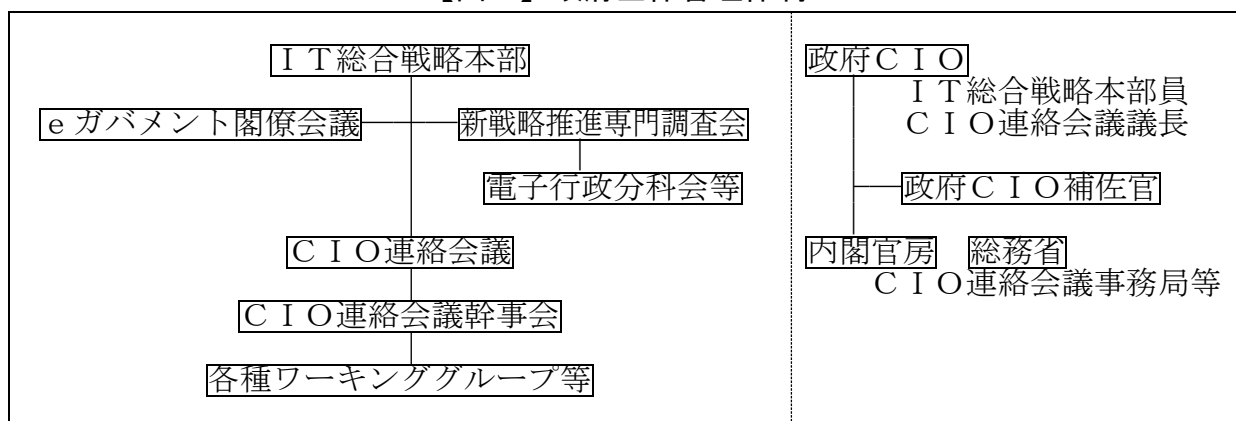 ＩＴ総合戦略本部
ｅガバメント閣僚会議
新戦略推進専門調査会
電子行政分科会等
ＣＩＯ連絡会議
ＣＩＯ連絡会議幹事会
各種ワーキンググループ等
政府ＣＩＯ
ＩＴ総合戦略本部員
ＣＩＯ連絡会議議長
政府ＣＩＯ補佐官
内閣官房　総務省
ＣＩＯ連絡会議事務局等